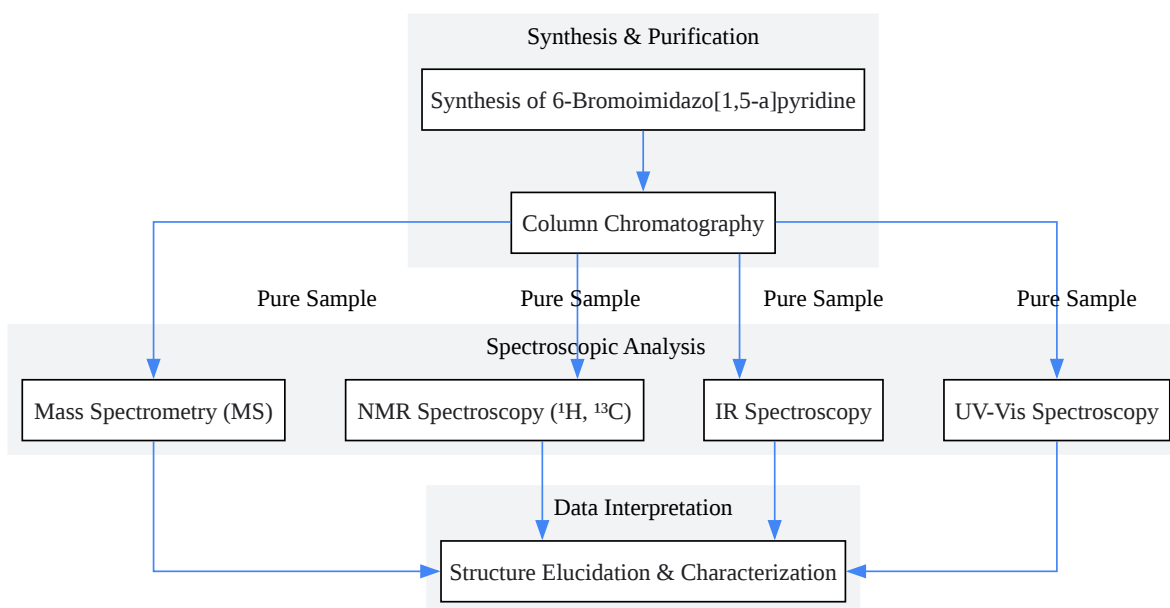 Synthesis & Purification
Synthesis of 6-Bromoimidazo[1,5-a]pyridine
Column Chromatography
Pure Sample
Pure Sample
Pure Sample
Pure Sample
Spectroscopic Analysis
Mass Spectrometry (MS)
NMR Spectroscopy (¹H, ¹³C)
IR Spectroscopy
UV-Vis Spectroscopy
Data Interpretation
Structure Elucidation & Characterization